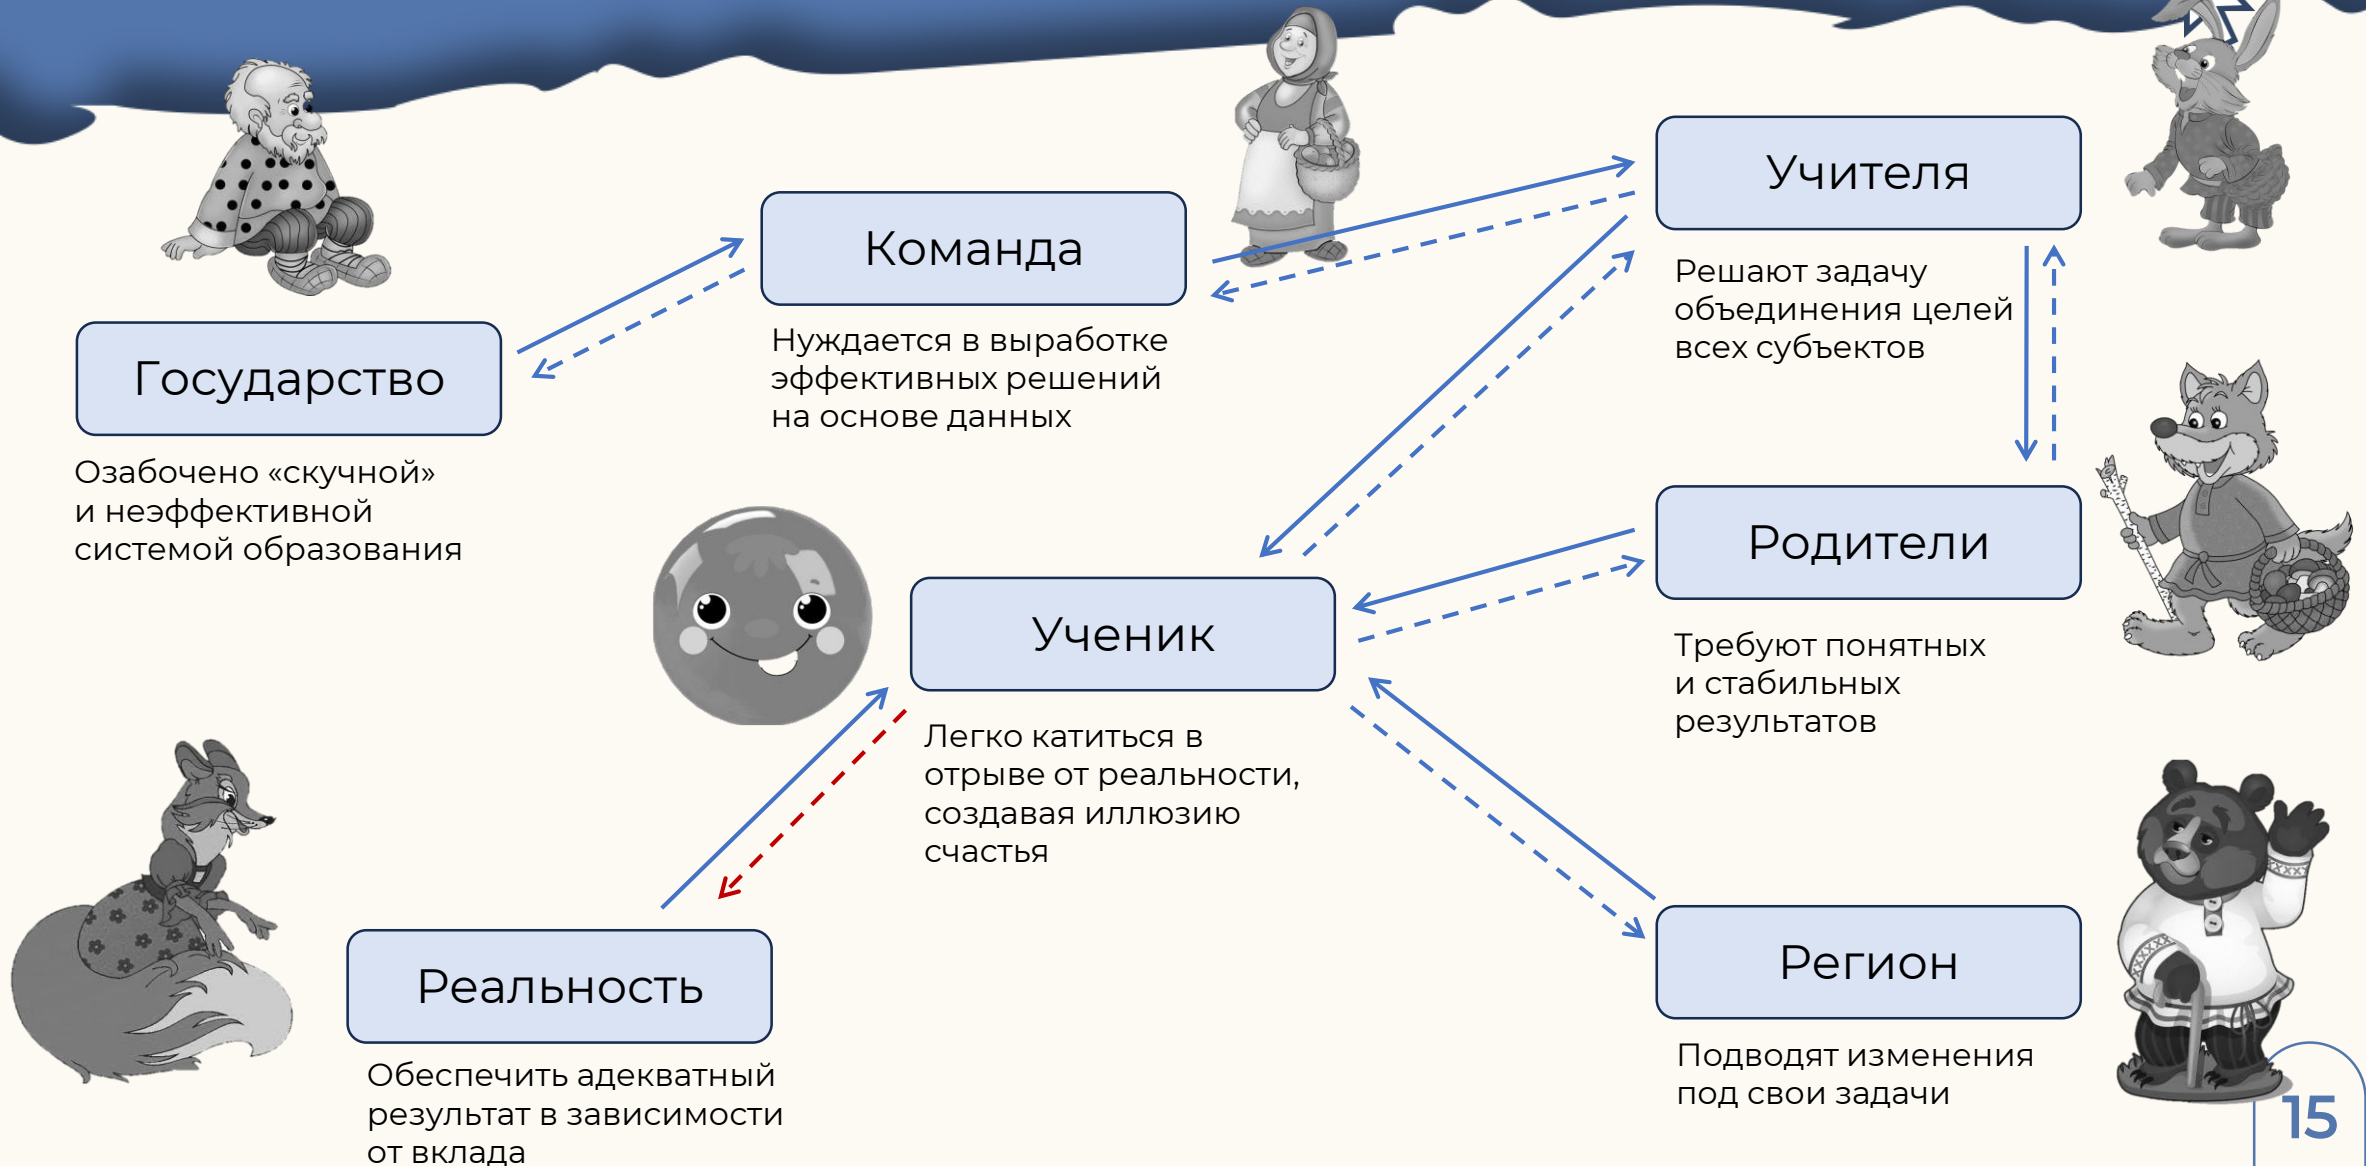 Государство
Озабочено «скучной»
и неэффективной
системой образования
Команда
Нуждается в выработке
эффективных решений
на основе данных
Учителя
Решают задачу
объединения целей
всех субъектов
Родители
Требуют понятных
и стабильных
результатов
Ученик
Легко катиться в
отрыве от реальности,
создавая иллюзию
счастья
Реальность
Обеспечить адекватный
результат в зависимости
от вклада
Регион
Подводят изменения
под свои задачи
15